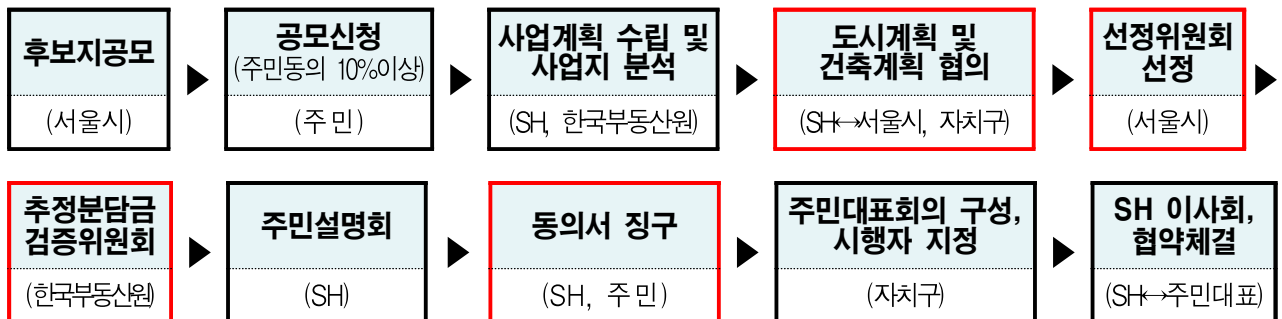 후보지공모
(서울시)
공모신청
(주민동의 10%이상)
(주 민)
사업계획 수립 및
사업지 분석
(SH, 한국부동산원)
도시계획 및
건축계획 협의
(SH↔서울시, 자치구)
선정위원회
선정
(서울시)
추정분담금
검증위원회
(한국부동산원)
주민설명회
(SH)
동의서 징구
(SH, 주 민)
주민대표회의 구성,
시행자 지정
(자치구)
SH 이사회,
협약체결
(SH↔주민대표)